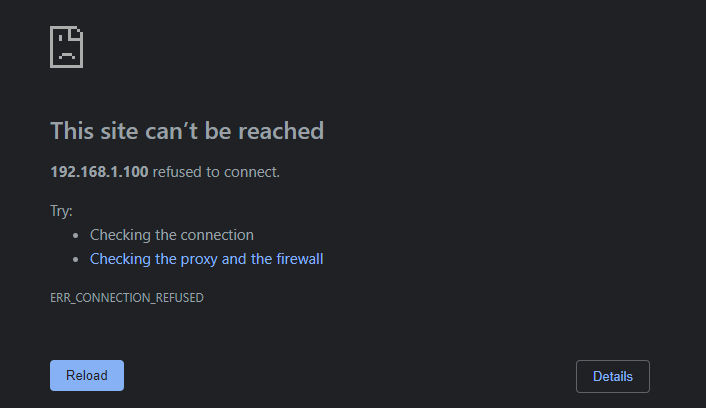 This site can’t be reached
192.168.1.100 refused to connect.
Try:
• Checking the connection
• Checking the proxy and the firewall
ERR_CONNECTION_REFUSED
Reload
Details